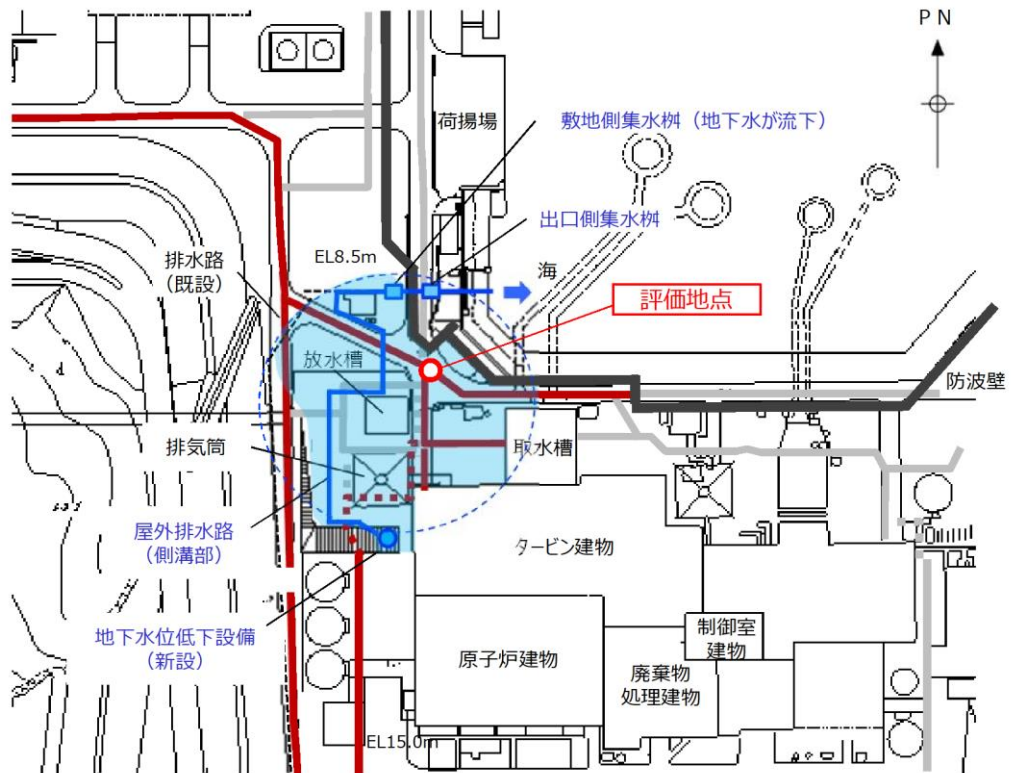 P N
荷揚場
敷地側集水桝（地下水が流下）
出口側集水桝
EL8.5m
海
排水路
（既設）
評価地点
放水槽
防波壁
排気筒
取水槽
屋外排水路
（側溝部）
タービン建物
地下水位低下設備
（新設）
制御室
建物
原子炉建物
廃棄物
処理建物
EL15.0m